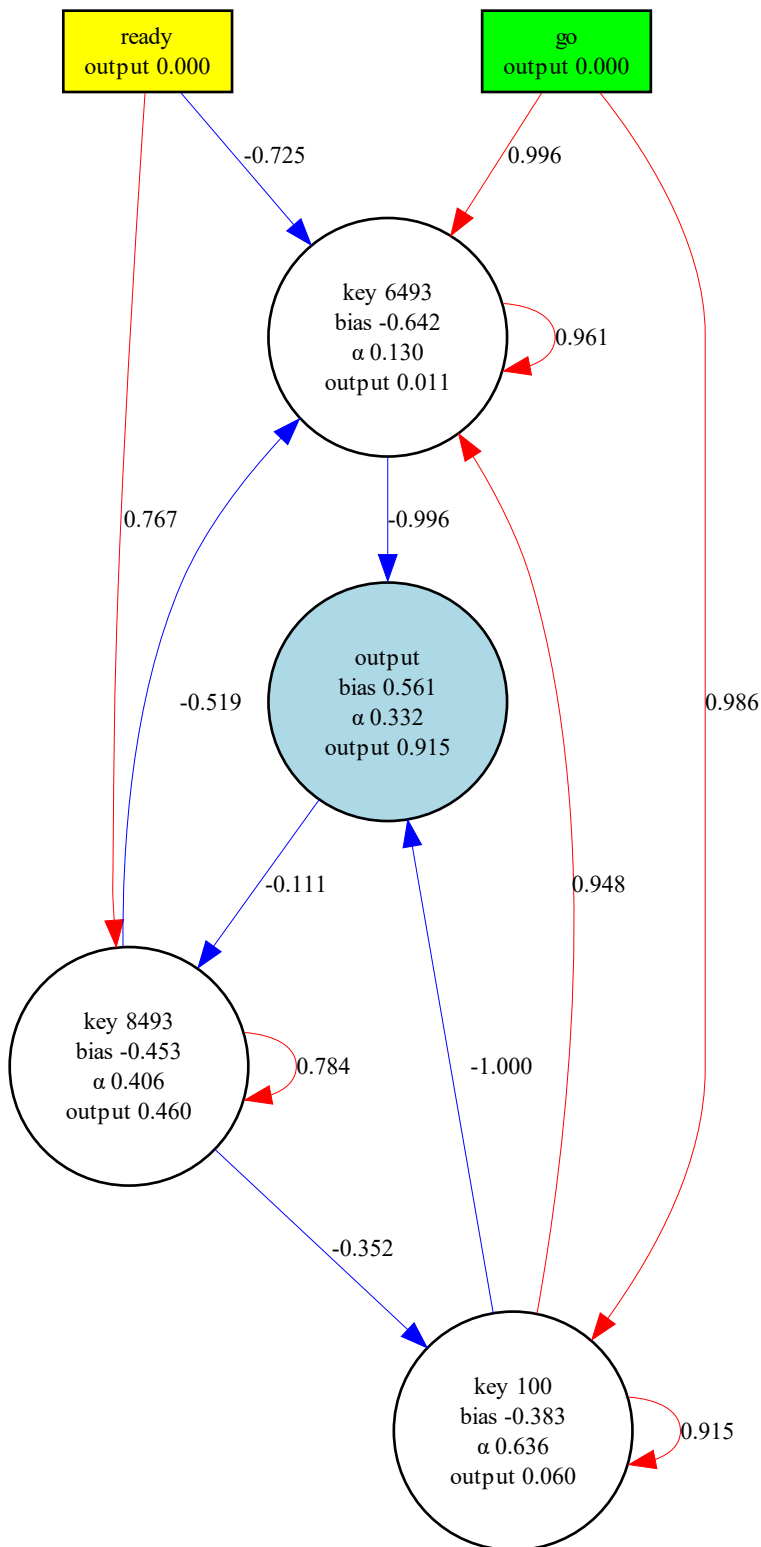 ready
output 0.000
go
output 0.000
-0.725
0.996
key 6493
bias -0.642
α 0.130
output 0.011
0.961
0.767
-0.996
output
bias 0.561
α 0.332
output 0.915
-0.519
0.986
-0.111
0.948
key 8493
bias -0.453
α 0.406
output 0.460
0.784
-1.000
-0.352
key 100
bias -0.383
α 0.636
output 0.060
0.915